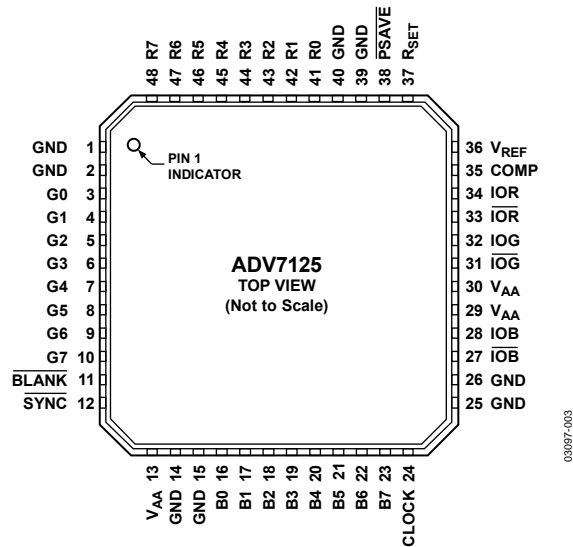 48 R7
47 R6
46 R5
45 R4
44 R3
43 R2
42 R1
41 R0
40 GND
39 GND
38 PSAVE
37 RSET
GND 1
GND 2
G0 3
G1 4
G2 5
G3 6
G4 7
G5 8
G6 9
G7 10
BLANK 11
SYNC 12
PIN 1
INDICATOR
ADV7125
TOP VIEW
(Not to Scale)
36 VREF
35 COMP
34 IOR
33 IOR
32 IOG
31 IOG
30 VAA
29 VAA
28 IOB
27 IOB
26 GND
25 GND
VAA 13
GND 14
GND 15
B0 16
B1 17
B2 18
B3 19
B4 20
B5 21
B6 22
B7 23
CLOCK 24
03097-003